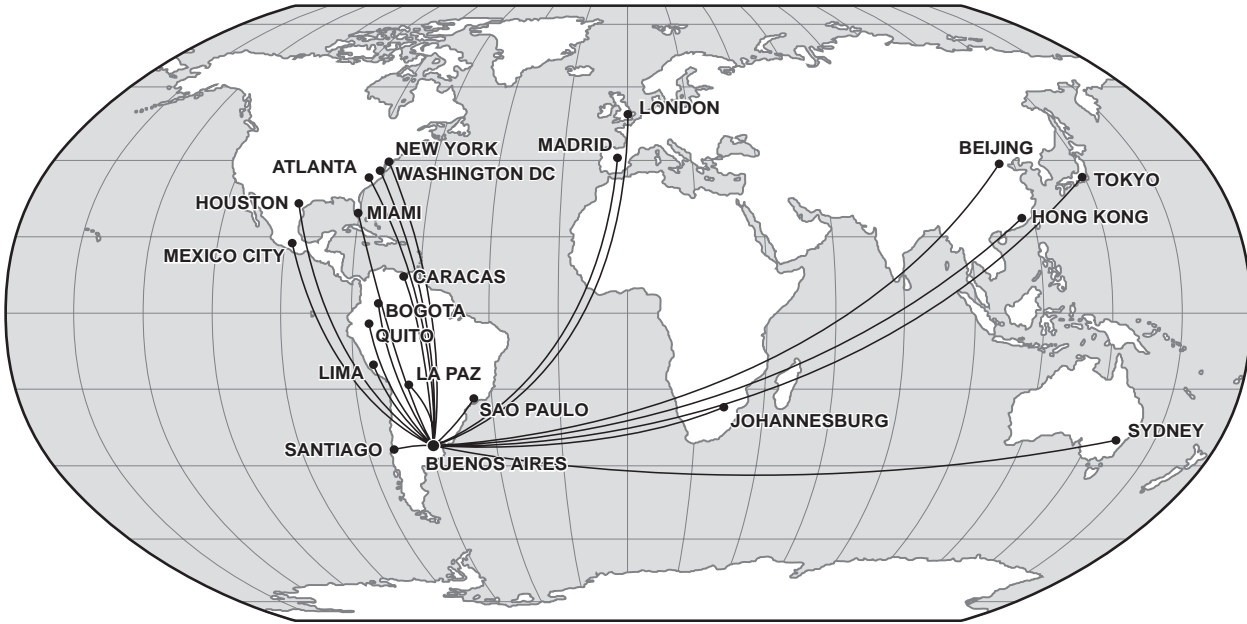 LONDON
MADRID
NEW YORK
BEIJING
ATLANTA
WASHINGTON DC
TOKYO
HOUSTON
MIAMI
HONG KONG
MEXICO CITY
CARACAS
BOGOTA
QUITO
LIMA
LA PAZ
SAO PAULO
JOHANNESBURG
SYDNEY
SANTIAGO
BUENOS AIRES